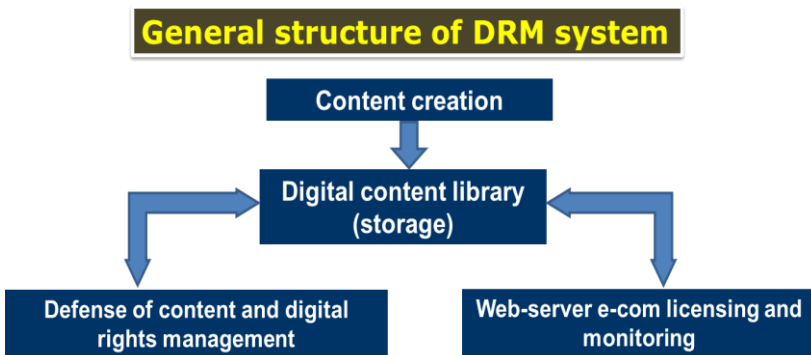 General structure of DRM system
Content creation
Digital content library
(storage)
Defense of content and digital
rights management
Web-server e-com licensing and
monitoring